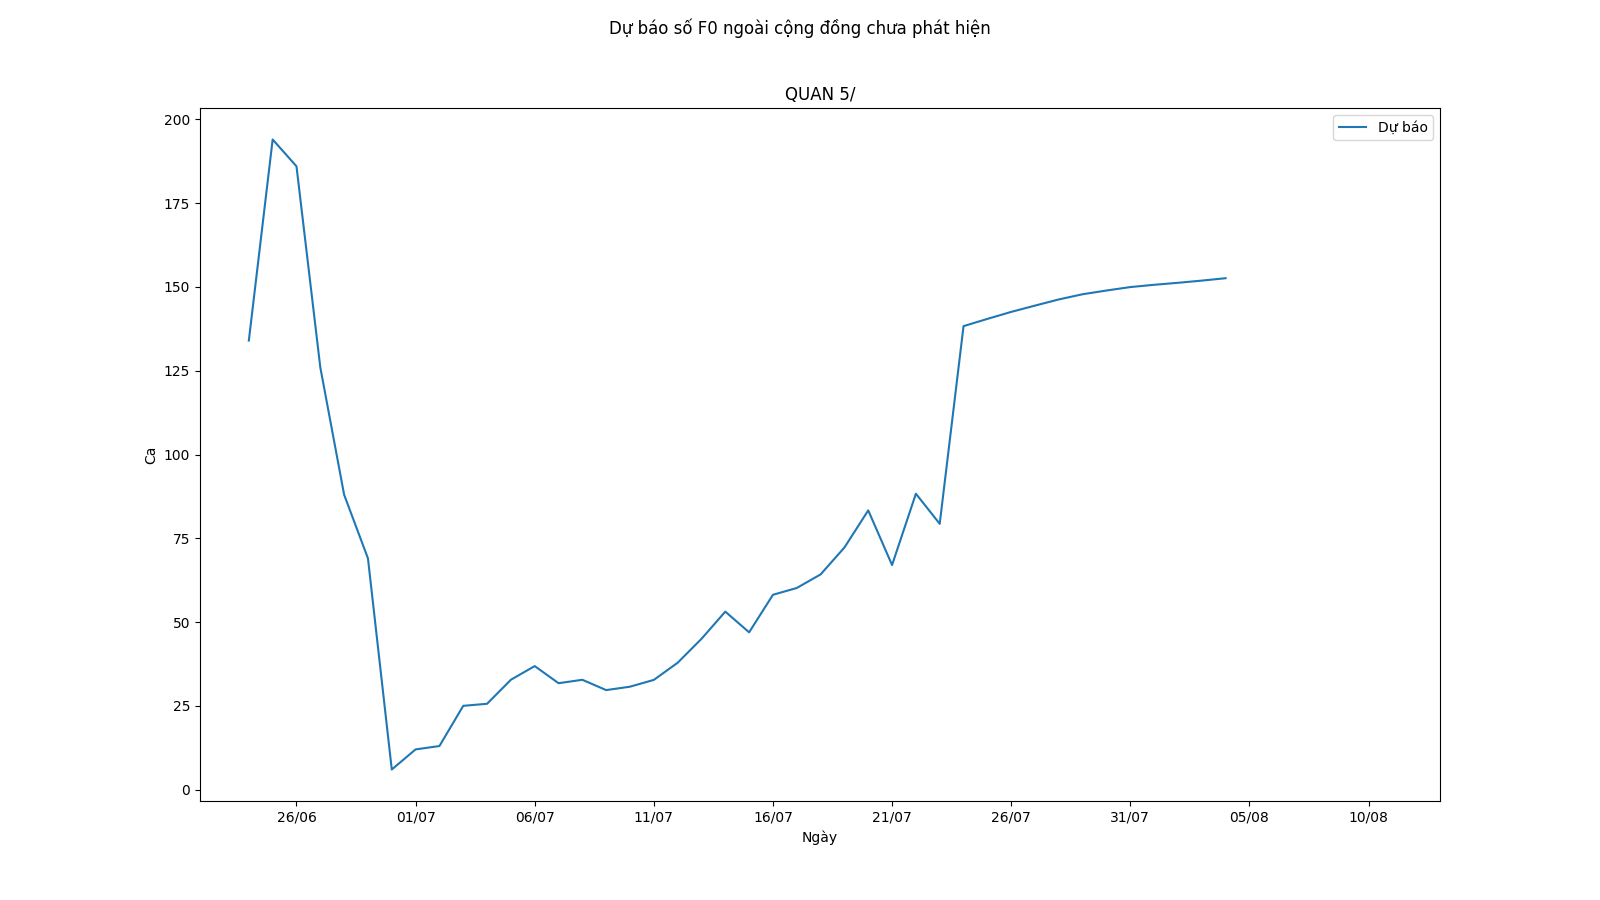 Dự báo số F0 ngoài cộng đồng chưa phát hiện
QUAN 5/
Dự báo
200
175
150
125
100
75
50
25
0
Ca
26/06 01/07 06/07 11/07 16/07 21/07 26/07 31/07 05/08 10/08
Ngày